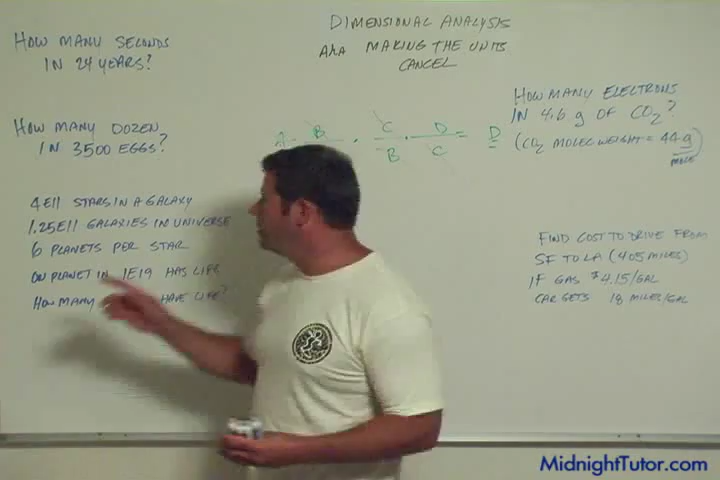 How MANY SECONDS
IN 24 YEARS?
HOW MANY DOZEN
IN 3500 EGGS?
4E11 STARS IN A GALAXY
1.25E11 GALAXIES IN UNIVERSE
6 PLANETS PER STAR
ON PLANET IN 1E19 HAS LIFE
HOW MANY HAVE LIFE?
DIMENSIONAL ANALYSIS
AKA MAKING THE UNITS
CANCEL
B C D
A · · = D
B C
HOW MANY ELECTRONS
IN 4.6 g OF CO2?
(CO2 MOLEC WEIGHT = 44 g
MOLE)
FIND COST TO DRIVE FROM
SF TO LA (405 MILES)
IF GAS $4.15/GAL
CAR GETS 18 MILES/GAL
MidnightTutor.com